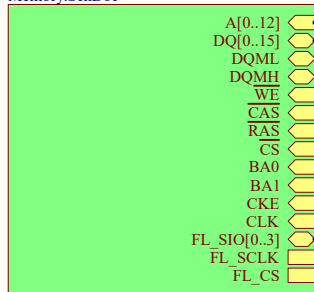 A[0..12]
DQ[0..15]
DQML
DQMH
WE
CAS
RAS
CS
BA0
BA1
CKE
CLK
FL_SIO[0..3]
FL_SCLK
FL_CS